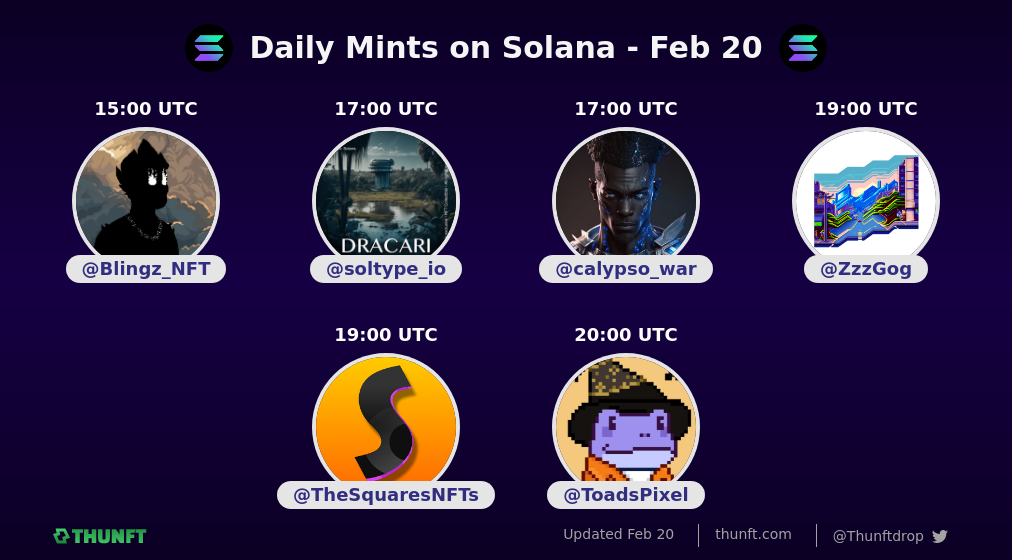 Daily Mints on Solana - Feb 20
15:00 UTC
17:00 UTC
17:00 UTC
19:00 UTC
DRACARI
@Blingz_NFT
@soltype_io
@calypso_war
@ZzzGog
19:00 UTC
20:00 UTC
@TheSquaresNFTs
@ToadsPixel
THUNFT
Updated Feb 20
thunft.com
@Thunftdrop